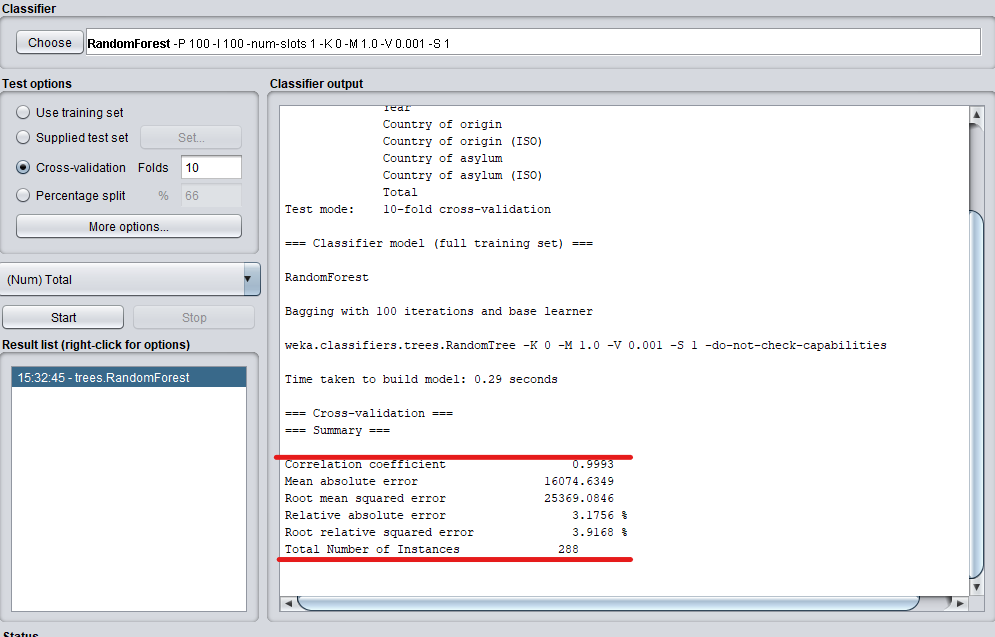 Classifier
Choose RandomForest -P 100 -I 100 -num-slots 1 -K 0 -M 1.0 -V 0.001 -S 1
Test options
Use training set
Supplied test set Set...
Cross-validation Folds 10
Percentage split % 66
More options...
(Num) Total
Start Stop
Result list (right-click for options)
15:32:45 - trees.RandomForest
Classifier output
Year
Country of origin
Country of origin (ISO)
Country of asylum
Country of asylum (ISO)
Total
Test mode: 10-fold cross-validation
=== Classifier model (full training set) ===
RandomForest
Bagging with 100 iterations and base learner
weka.classifiers.trees.RandomTree -K 0 -M 1.0 -V 0.001 -S 1 -do-not-check-capabilities
Time taken to build model: 0.29 seconds
=== Cross-validation ===
=== Summary ===
Correlation coefficient 0.9993
Mean absolute error 16074.6349
Root mean squared error 25369.0846
Relative absolute error 3.1756 %
Root relative squared error 3.9168 %
Total Number of Instances 288
Status